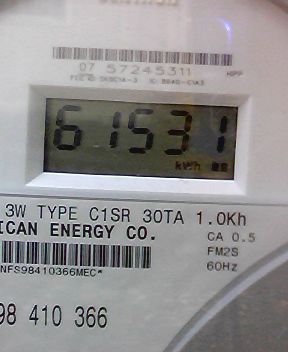 07 57245311
HPP
61531
kWh
3W TYPE C1SR 30TA 1.0Kh
ICAN ENERGY CO.
CA 0.5
FM2S
60Hz
NFS98410366MEC*
98 410 366